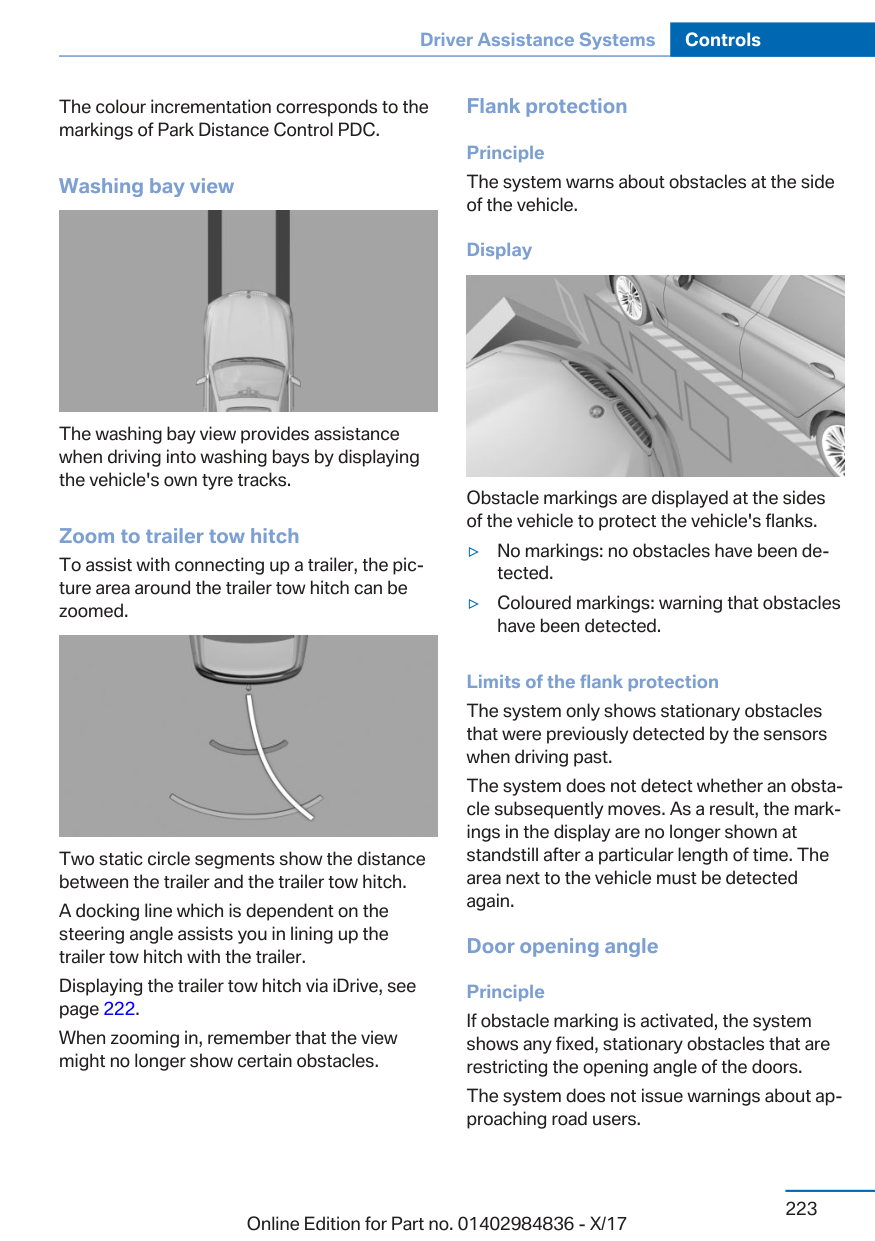 Driver Assistance Systems Controls
The colour incrementation corresponds to the
markings of Park Distance Control PDC.
Washing bay view
The washing bay view provides assistance
when driving into washing bays by displaying
the vehicle's own tyre tracks.
Zoom to trailer tow hitch
To assist with connecting up a trailer, the pic-
ture area around the trailer tow hitch can be
zoomed.
Two static circle segments show the distance
between the trailer and the trailer tow hitch.
A docking line which is dependent on the
steering angle assists you in lining up the
trailer tow hitch with the trailer.
Displaying the trailer tow hitch via iDrive, see
page 222.
When zooming in, remember that the view
might no longer show certain obstacles.
Flank protection
Principle
The system warns about obstacles at the side
of the vehicle.
Display
Obstacle markings are displayed at the sides
of the vehicle to protect the vehicle's flanks.
▷ No markings: no obstacles have been de-
tected.
▷ Coloured markings: warning that obstacles
have been detected.
Limits of the flank protection
The system only shows stationary obstacles
that were previously detected by the sensors
when driving past.
The system does not detect whether an obsta-
cle subsequently moves. As a result, the mark-
ings in the display are no longer shown at
standstill after a particular length of time. The
area next to the vehicle must be detected
again.
Door opening angle
Principle
If obstacle marking is activated, the system
shows any fixed, stationary obstacles that are
restricting the opening angle of the doors.
The system does not issue warnings about ap-
proaching road users.
223
Online Edition for Part no. 01402984836 - X/17